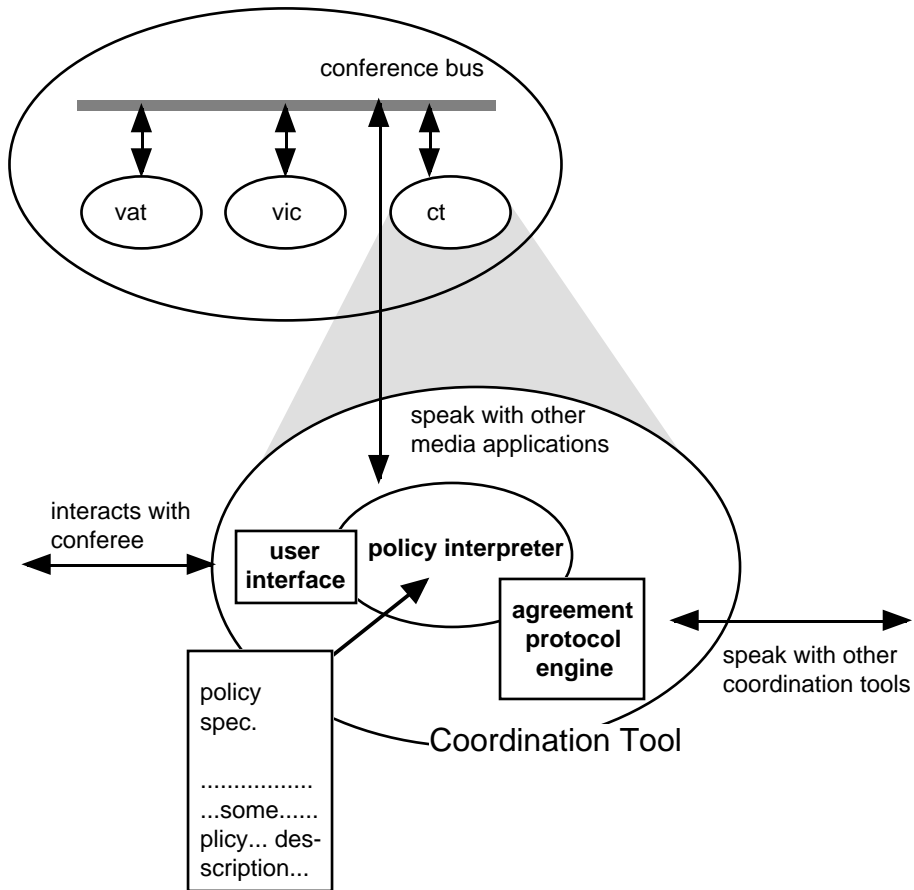 conference bus
vat
vic
ct
speak with other
media applications
interacts with
conferee
user
interface
policy interpreter
agreement
protocol
engine
speak with other
coordination tools
policy
spec.
.................
...some......
plicy... des-
scription...
Coordination Tool